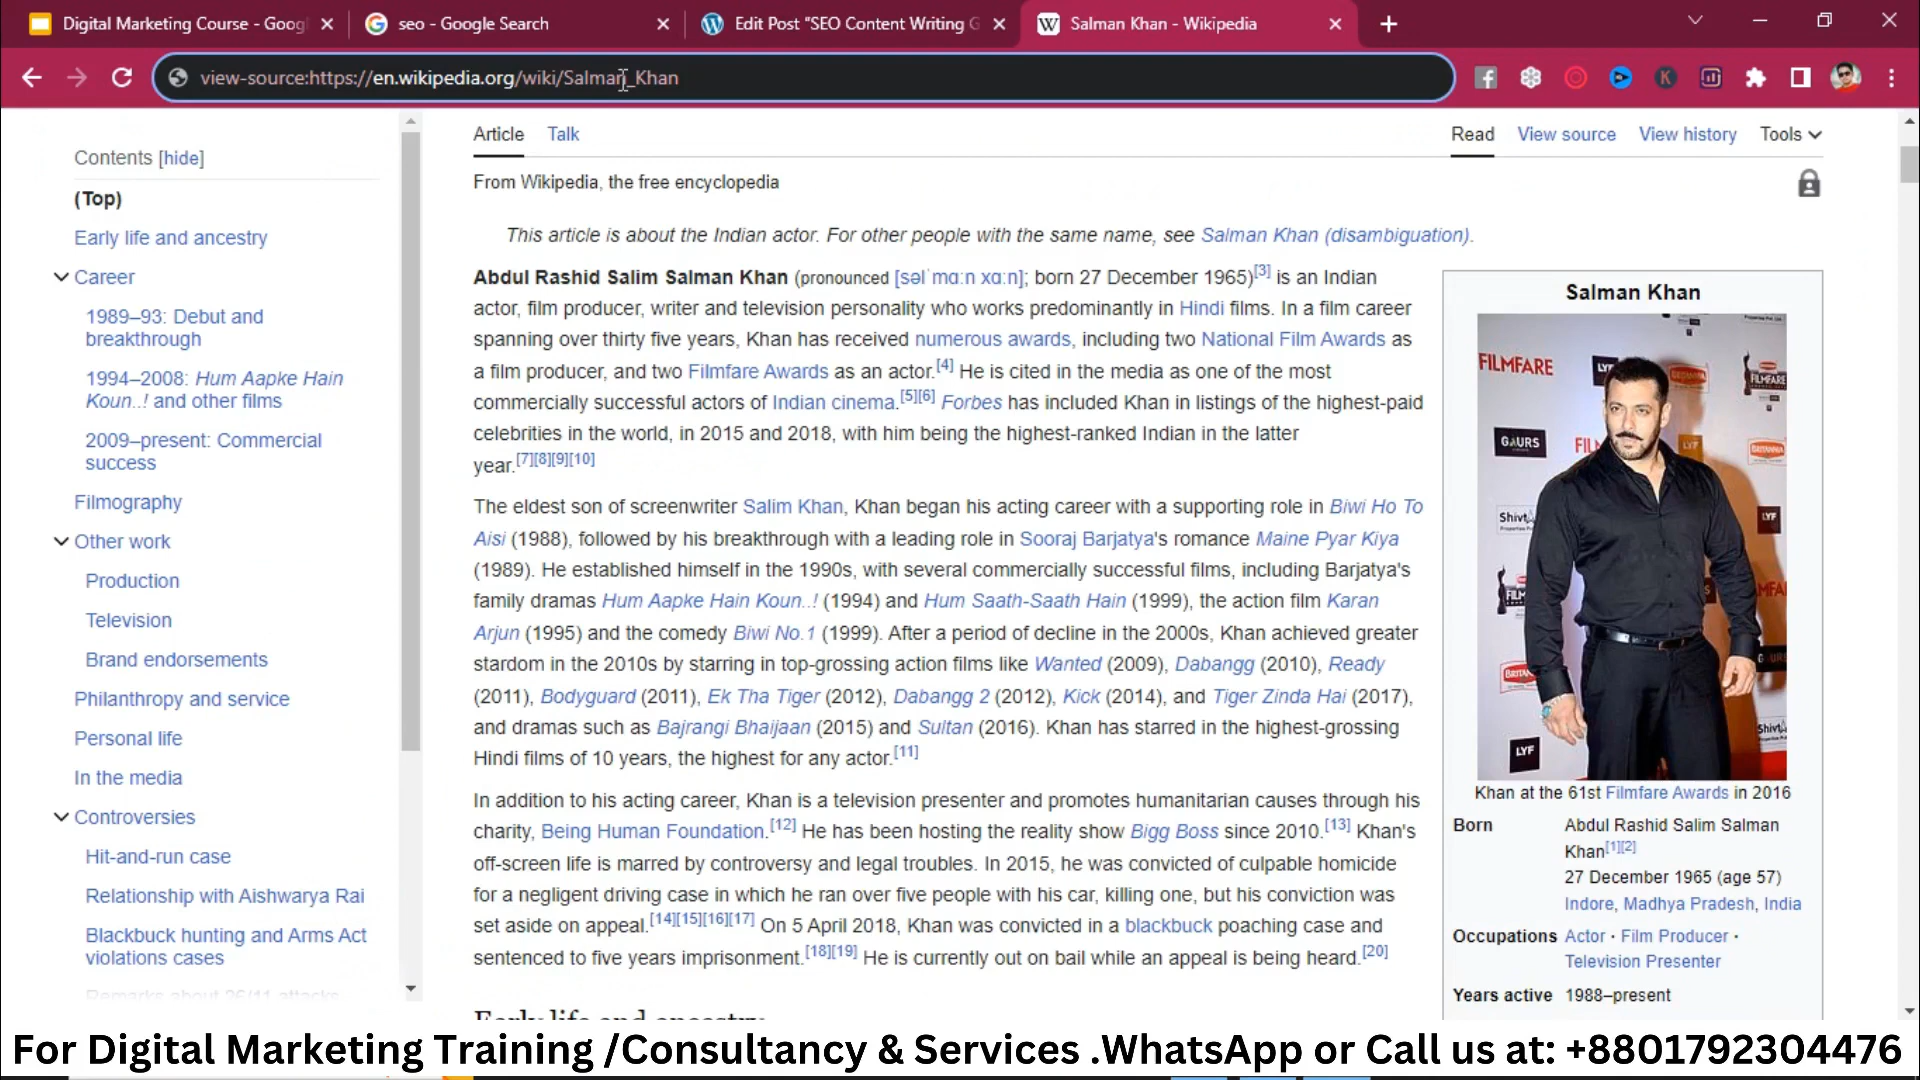 Digital Marketing Course - Goog
seo - Google Search
Edit Post "SEO Content Writing G
Salman Khan - Wikipedia
view-source:https://en.wikipedia.org/wiki/Salman_Khan
Contents [hide]
(Top)
Early life and ancestry
Career
1989–93: Debut and
breakthrough
1994–2008: Hum Aapke Hain
Koun..! and other films
2009–present: Commercial
success
Filmography
Other work
Production
Television
Brand endorsements
Philanthropy and service
Personal life
In the media
Controversies
Hit-and-run case
Relationship with Aishwarya Rai
Blackbuck hunting and Arms Act
violations cases
Remarks about 26/11 attacks
Article Talk
Read View source View history Tools
From Wikipedia, the free encyclopedia
This article is about the Indian actor. For other people with the same name, see Salman Khan (disambiguation).
Abdul Rashid Salim Salman Khan (pronounced [səlˈmɑːn xɑːn]; born 27 December 1965)[3] is an Indian
actor, film producer, writer and television personality who works predominantly in Hindi films. In a film career
spanning over thirty five years, Khan has received numerous awards, including two National Film Awards as
a film producer, and two Filmfare Awards as an actor.[4] He is cited in the media as one of the most
commercially successful actors of Indian cinema.[5][6] Forbes has included Khan in listings of the highest-paid
celebrities in the world, in 2015 and 2018, with him being the highest-ranked Indian in the latter
year.[7][8][9][10]
The eldest son of screenwriter Salim Khan, Khan began his acting career with a supporting role in Biwi Ho To
Aisi (1988), followed by his breakthrough with a leading role in Sooraj Barjatya's romance Maine Pyar Kiya
(1989). He established himself in the 1990s, with several commercially successful films, including Barjatya's
family dramas Hum Aapke Hain Koun..! (1994) and Hum Saath-Saath Hain (1999), the action film Karan
Arjun (1995) and the comedy Biwi No.1 (1999). After a period of decline in the 2000s, Khan achieved greater
stardom in the 2010s by starring in top-grossing action films like Wanted (2009), Dabangg (2010), Ready
(2011), Bodyguard (2011), Ek Tha Tiger (2012), Dabangg 2 (2012), Kick (2014), and Tiger Zinda Hai (2017),
and dramas such as Bajrangi Bhaijaan (2015) and Sultan (2016). Khan has starred in the highest-grossing
Hindi films of 10 years, the highest for any actor.[11]
In addition to his acting career, Khan is a television presenter and promotes humanitarian causes through his
charity, Being Human Foundation.[12] He has been hosting the reality show Bigg Boss since 2010.[13] Khan's
off-screen life is marred by controversy and legal troubles. In 2015, he was convicted of culpable homicide
for a negligent driving case in which he ran over five people with his car, killing one, but his conviction was
set aside on appeal.[14][15][16][17] On 5 April 2018, Khan was convicted in a blackbuck poaching case and
sentenced to five years imprisonment.[18][19] He is currently out on bail while an appeal is being heard.[20]
Early life and ancestry
Salman Khan
FILMFARE
LYF
GAURS
BRITANNIA
LYF
Khan at the 61st Filmfare Awards in 2016
Born Abdul Rashid Salim Salman
Khan[1][2]
27 December 1965 (age 57)
Indore, Madhya Pradesh, India
Occupations Actor · Film Producer ·
Television Presenter
Years active 1988–present
For Digital Marketing Training /Consultancy & Services .WhatsApp or Call us at: +8801792304476